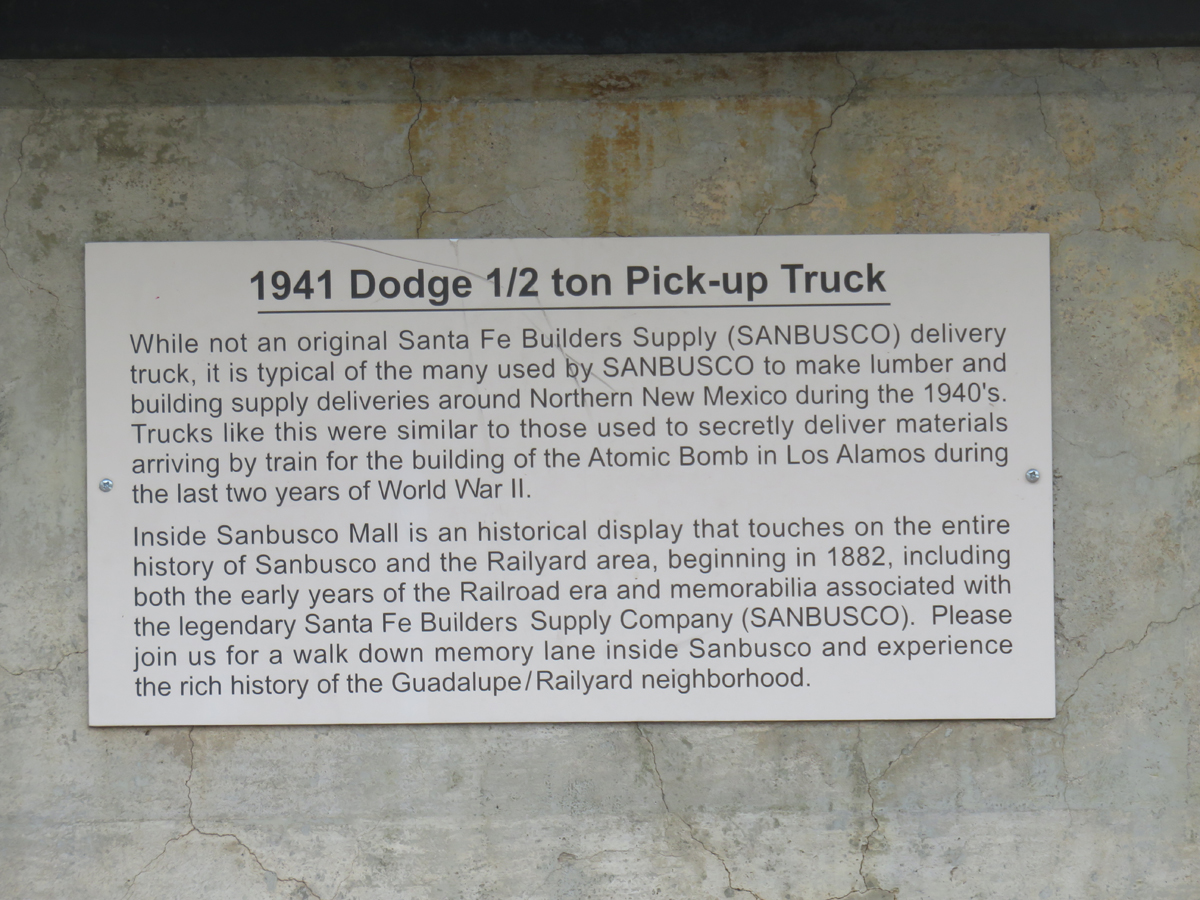 1941 Dodge 1/2 ton Pick-up Truck
While not an original Santa Fe Builders Supply (SANBUSCO) delivery
truck, it is typical of the many used by SANBUSCO to make lumber and
building supply deliveries around Northern New Mexico during the 1940's.
Trucks like this were similar to those used to secretly deliver materials
arriving by train for the building of the Atomic Bomb in Los Alamos during
the last two years of World War II.
Inside Sanbusco Mall is an historical display that touches on the entire
history of Sanbusco and the Railyard area, beginning in 1882, including
both the early years of the Railroad era and memorabilia associated with
the legendary Santa Fe Builders Supply Company (SANBUSCO). Please
join us for a walk down memory lane inside Sanbusco and experience
the rich history of the Guadalupe/Railyard neighborhood.